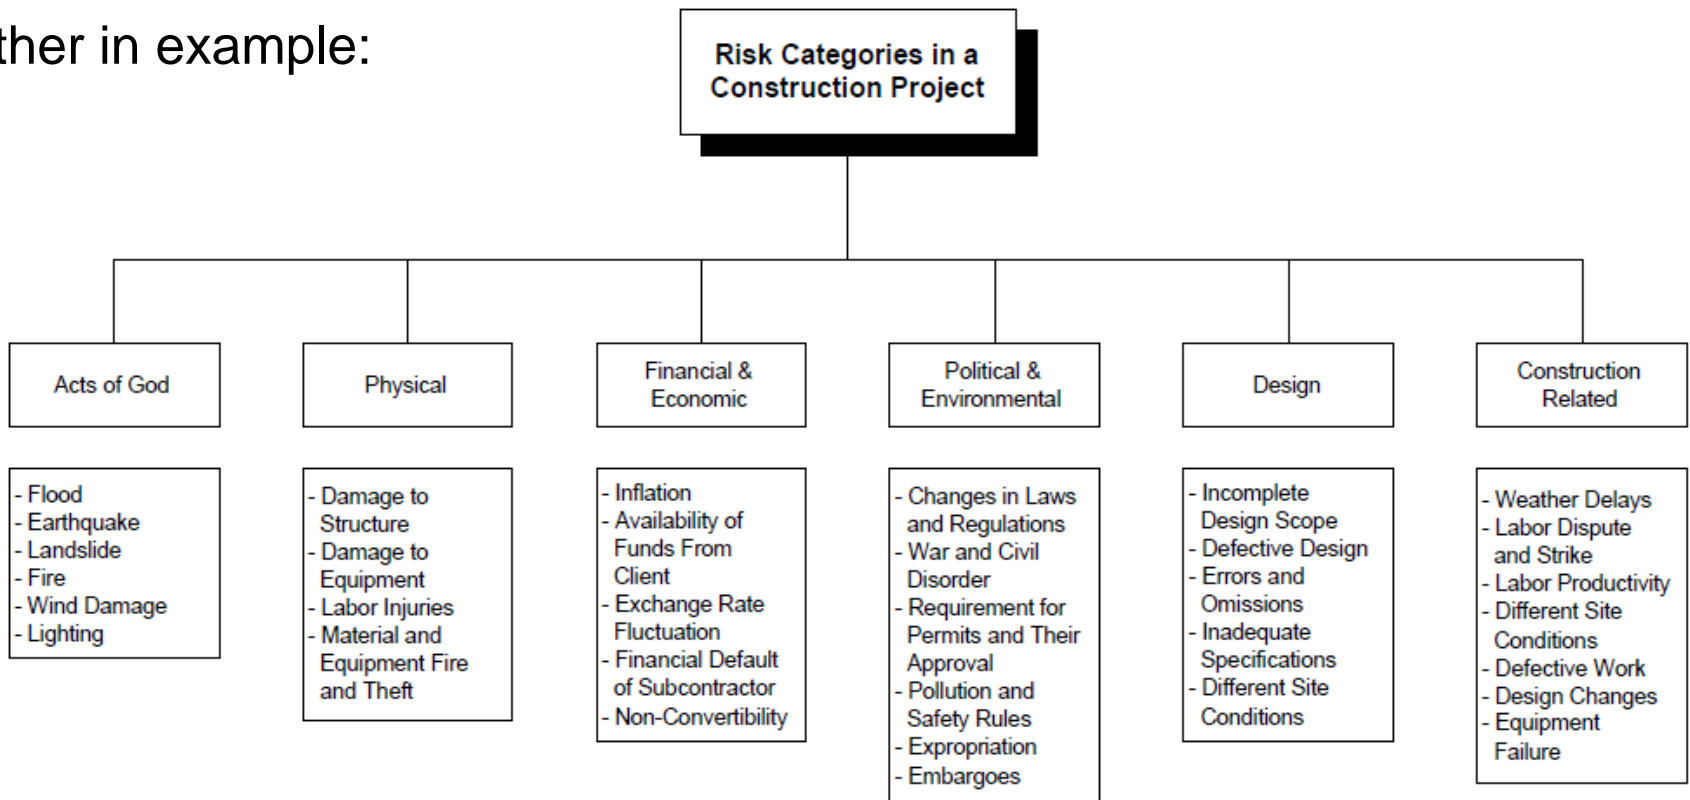 ther in example:
Risk Categories in a
Construction Project
Acts of God
Physical
Financial &
Economic
Political &
Environmental
Design
Construction
Related
- Flood
- Earthquake
- Landslide
- Fire
- Wind Damage
- Lighting
- Damage to
Structure
- Damage to
Equipment
- Labor Injuries
- Material and
Equipment Fire
and Theft
- Inflation
- Availability of
Funds From
Client
- Exchange Rate
Fluctuation
- Financial Default
of Subcontractor
- Non-Convertibility
- Changes in Laws
and Regulations
- War and Civil
Disorder
- Requirement for
Permits and Their
Approval
- Pollution and
Safety Rules
- Expropriation
- Embargoes
- Incomplete
Design Scope
- Defective Design
- Errors and
Omissions
- Inadequate
Specifications
- Different Site
Conditions
- Weather Delays
- Labor Dispute
and Strike
- Labor Productivity
- Different Site
Conditions
- Defective Work
- Design Changes
- Equipment
Failure